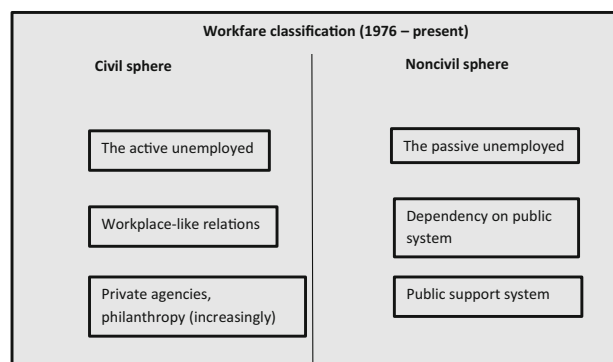 Workfare classification (1976 – present)
Civil sphere
Noncivil sphere
The active unemployed
The passive unemployed
Workplace-like relations
Dependency on public
system
Private agencies,
philanthropy (increasingly)
Public support system